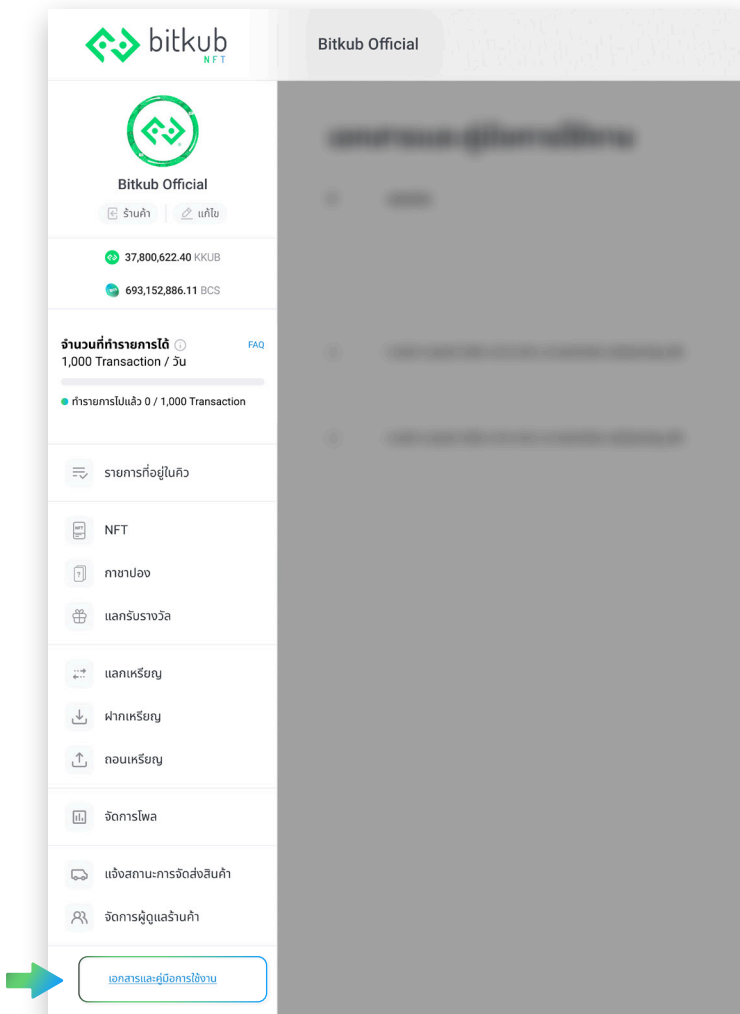 bitkub
NFT
Bitkub Official
Bitkub Official
ร้านค้า
แก้ไข
37,800,622.40 KKUB
693,152,886.11 BCS
จำนวนที่ทำรายการได้
FAQ
1,000 Transaction / วัน
ทำรายการไปแล้ว 0 / 1,000 Transaction
รายการที่อยู่ในคิว
NFT
กาชาปอง
แลกรับรางวัล
แลกเหรียญ
ฝากเหรียญ
ถอนเหรียญ
จัดการโพล
แจ้งสถานะการจัดส่งสินค้า
จัดการผู้ดูแลร้านค้า
เอกสารและคู่มือการใช้งาน